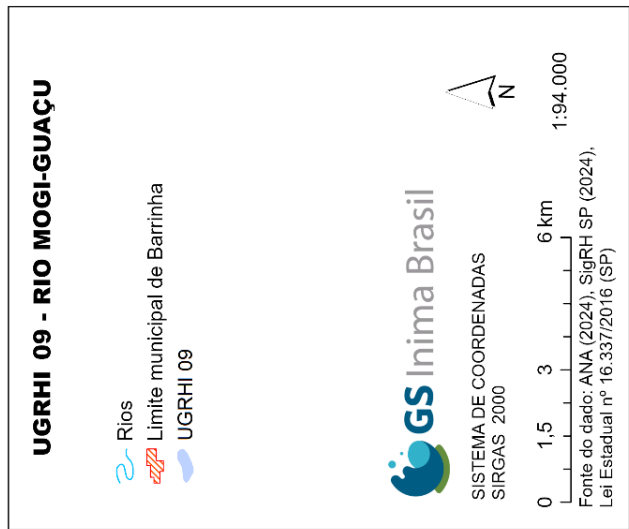 UGRHI 09 - RIO MOGI-GUAÇU
Rios
Limite municipal de Barrinha
UGRHI 09
GS Inima Brasil
SISTEMA DE COORDENADAS
SIRGAS 2000
N
0 1,5 3 6 km
1:94.000
Fonte do dado: ANA (2024), SigRH SP (2024),
Lei Estadual nº 16.337/2016 (SP)